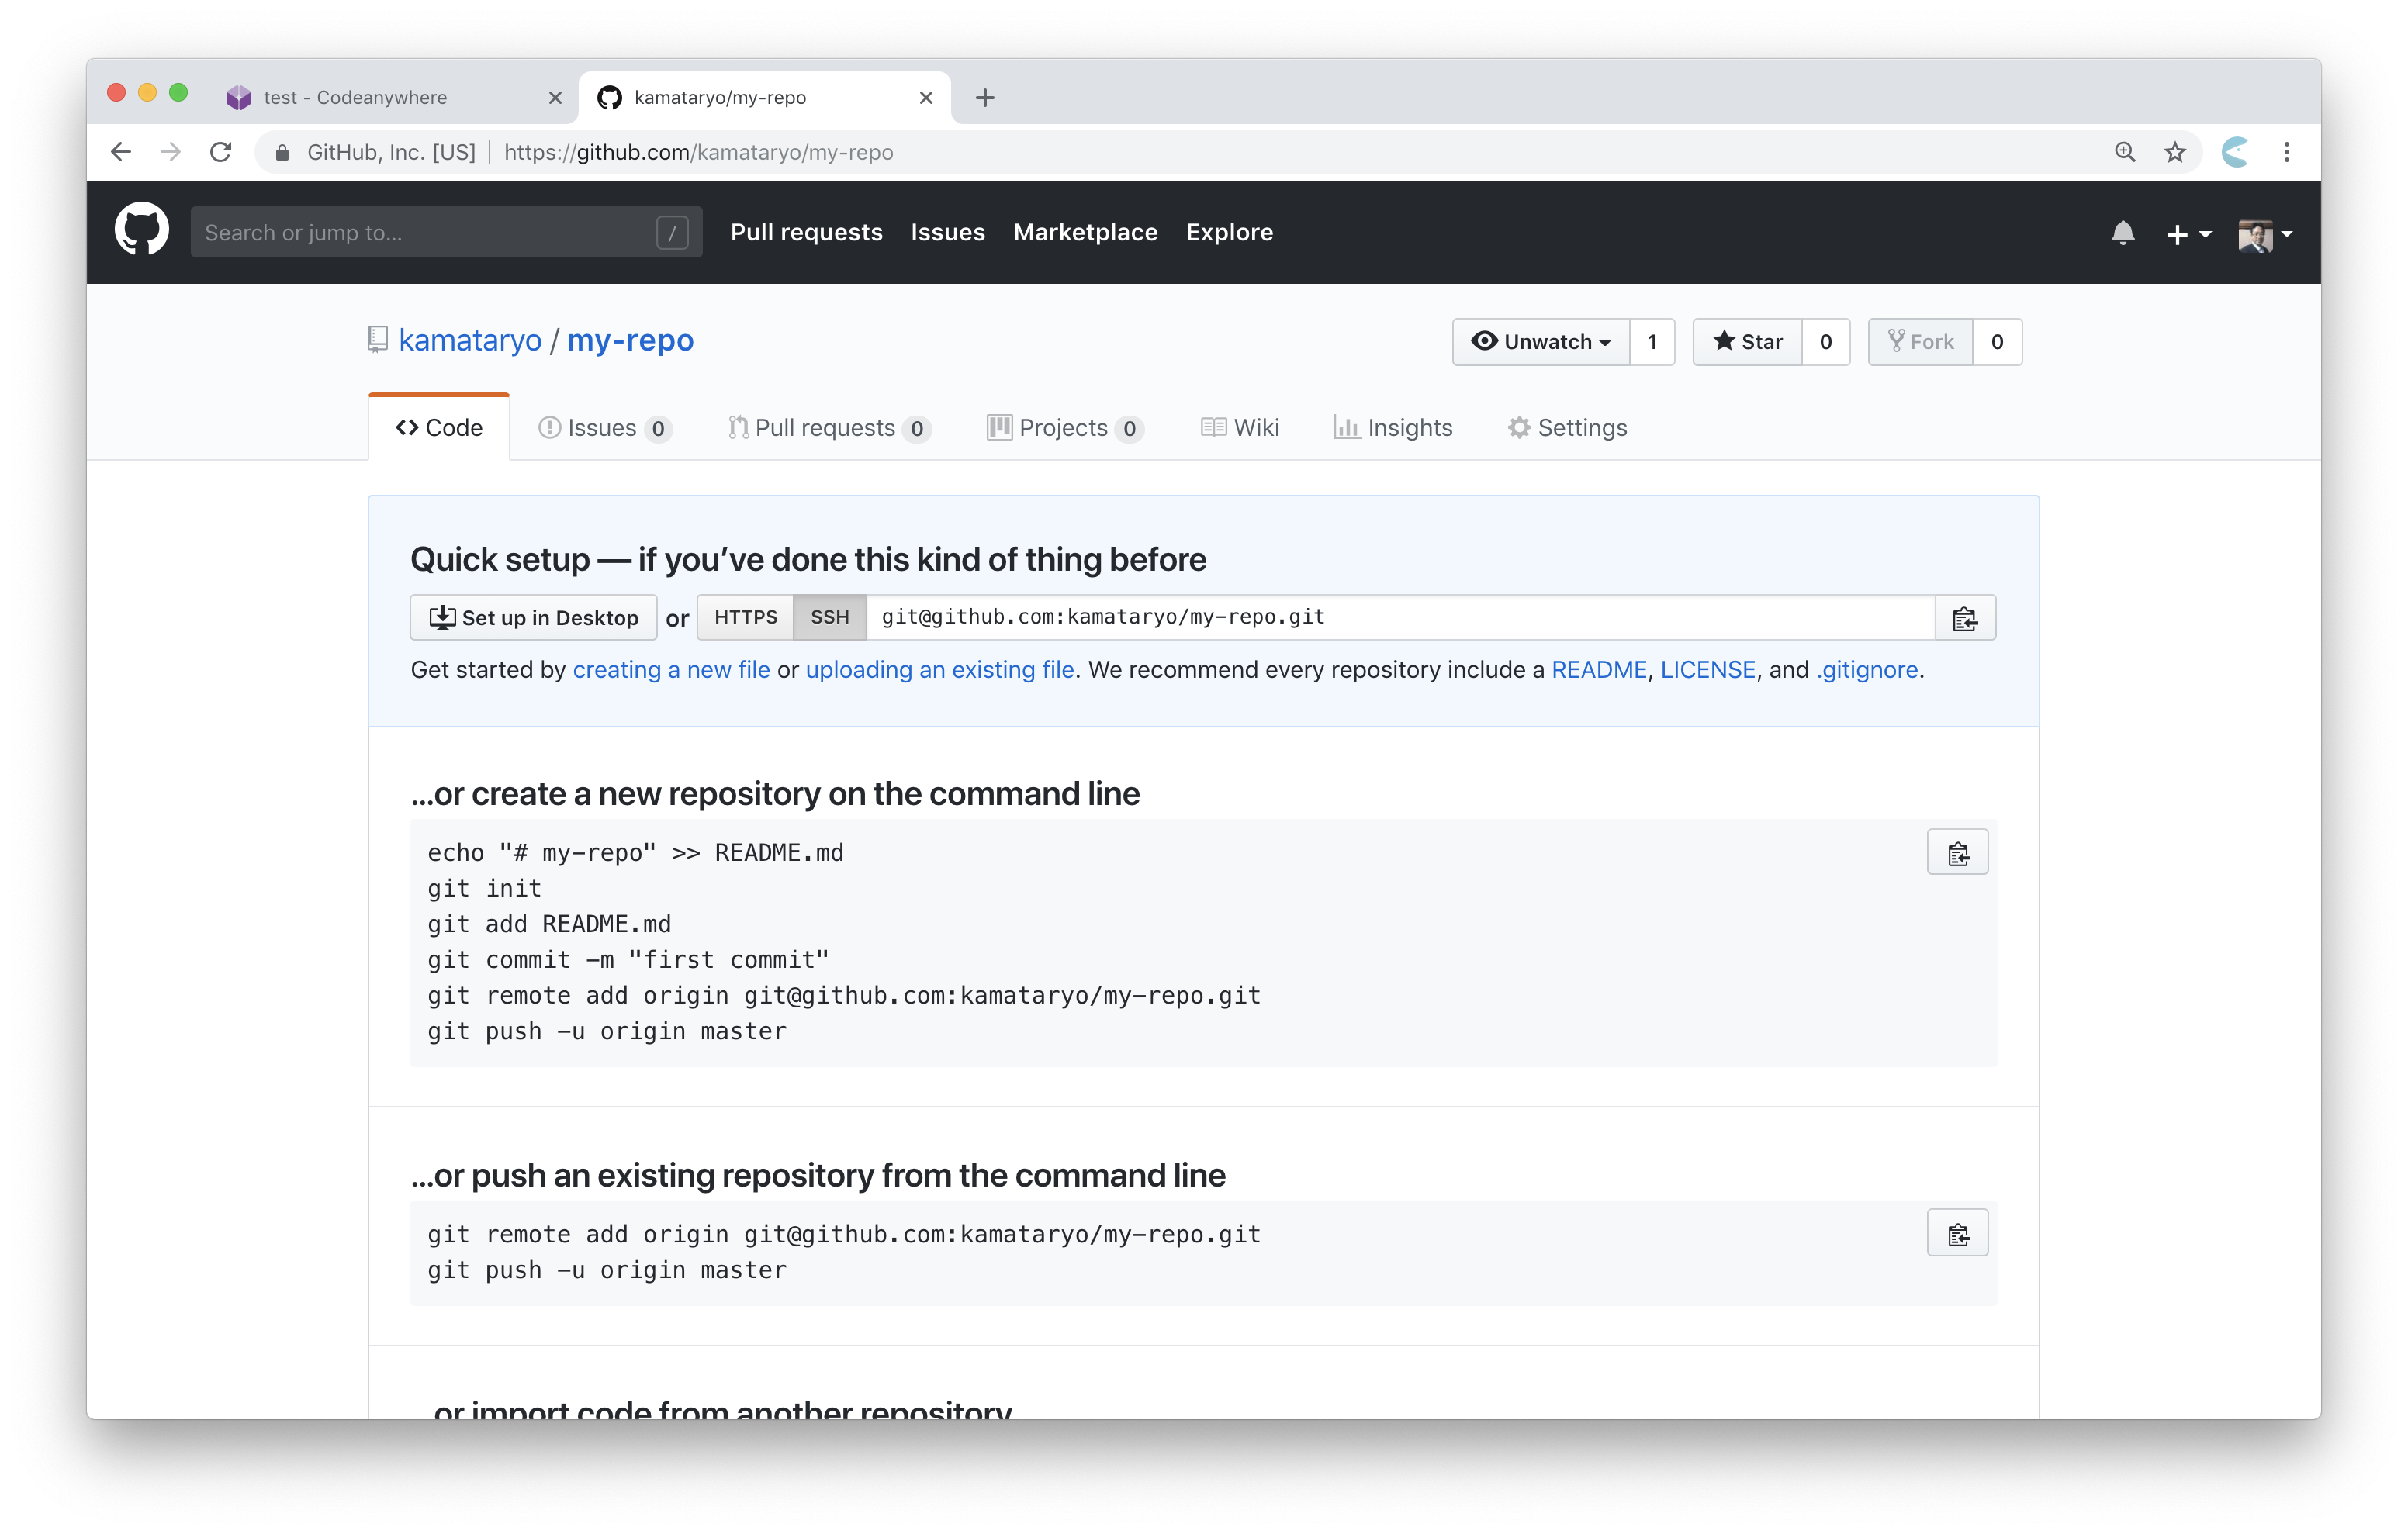 test - Codeanywhere
kamataryo/my-repo
GitHub, Inc. [US] | https://github.com/kamataryo/my-repo
Search or jump to... / Pull requests Issues Marketplace Explore
kamataryo / my-repo
Unwatch 1 Star 0 Fork 0
Code Issues 0 Pull requests 0 Projects 0 Wiki Insights Settings
Quick setup — if you’ve done this kind of thing before
Set up in Desktop or HTTPS SSH git@github.com:kamataryo/my-repo.git
Get started by creating a new file or uploading an existing file. We recommend every repository include a README, LICENSE, and .gitignore.
…or create a new repository on the command line
echo "# my-repo" >> README.md
git init
git add README.md
git commit -m "first commit"
git remote add origin git@github.com:kamataryo/my-repo.git
git push -u origin master
…or push an existing repository from the command line
git remote add origin git@github.com:kamataryo/my-repo.git
git push -u origin master
or import code from another repository